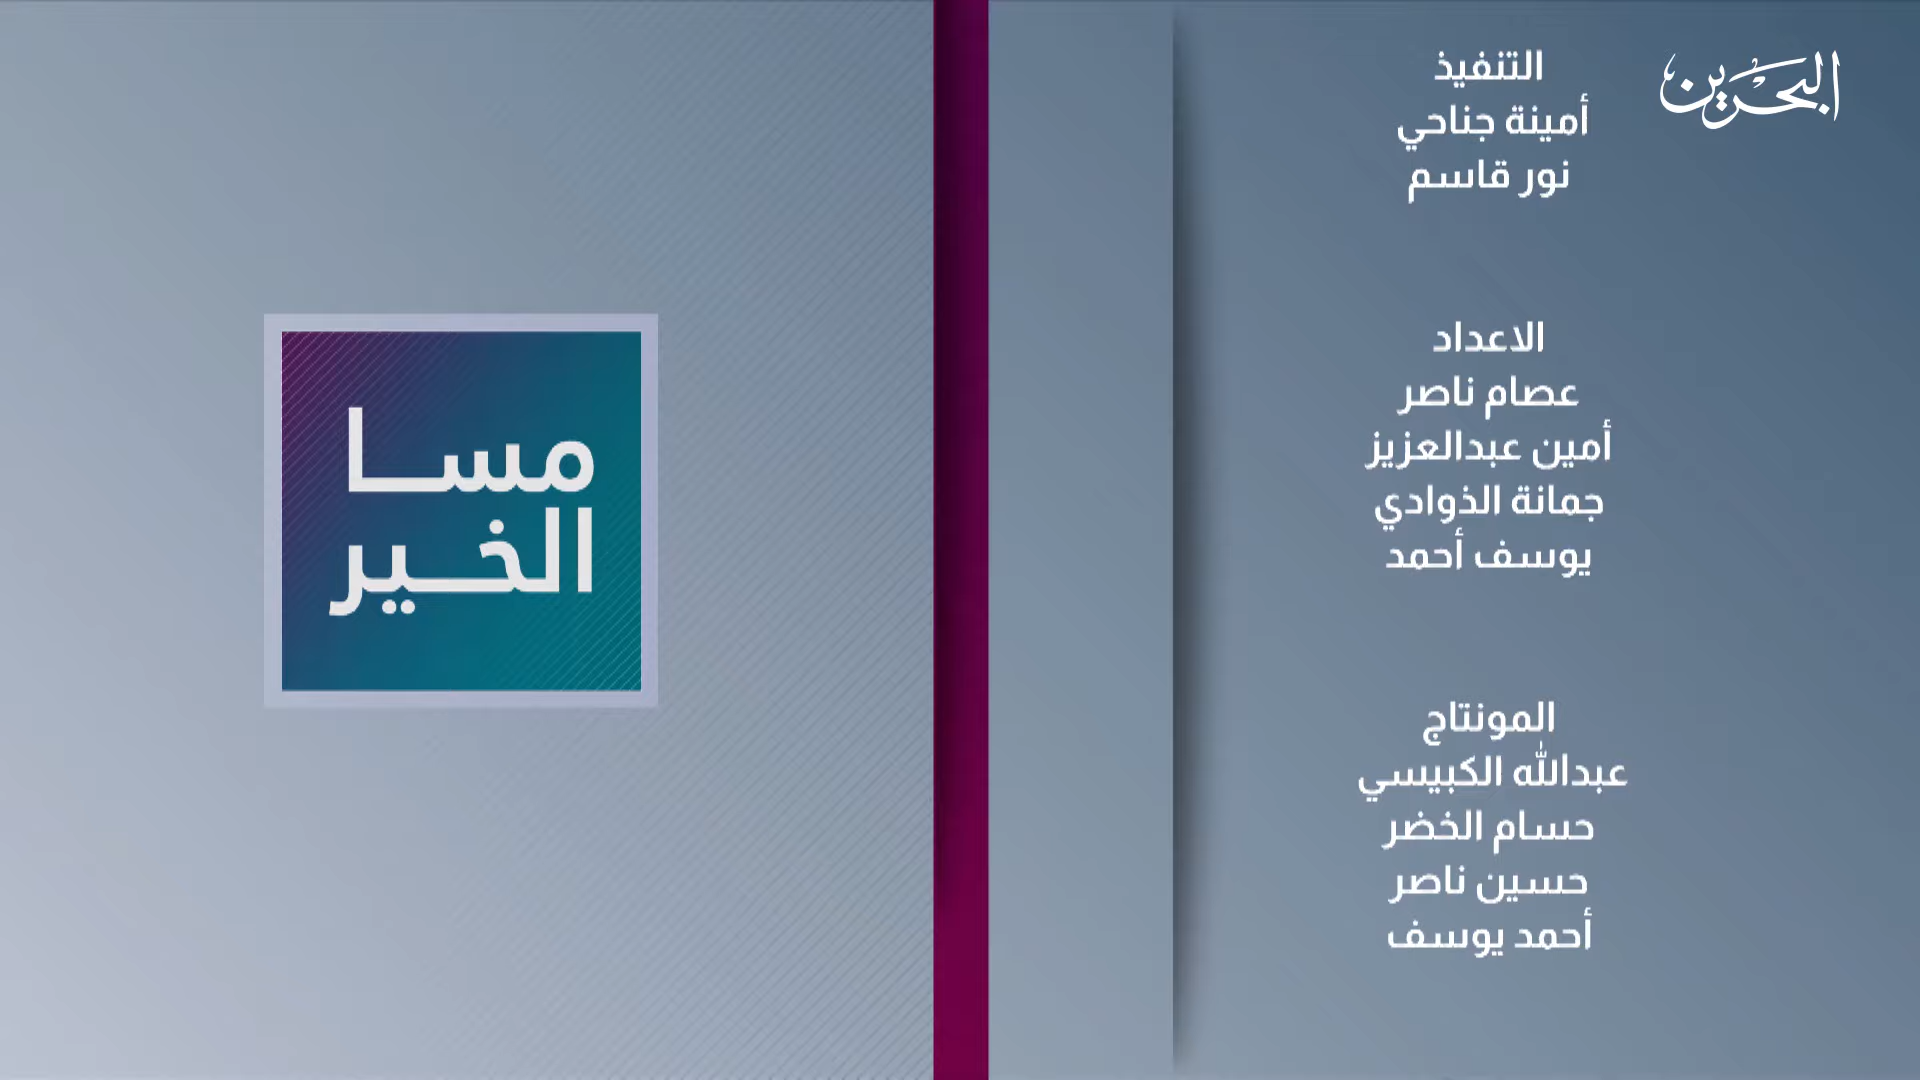 البحرين
التنفيذ
أمينة جناحي
نور قاسم
الاعداد
عصام ناصر
أمين عبدالعزيز
جمانة الذوادي
يوسف أحمد
المونتاج
عبدالله الكبيسي
حسام الخضر
حسين ناصر
أحمد يوسف
مسا
الخير